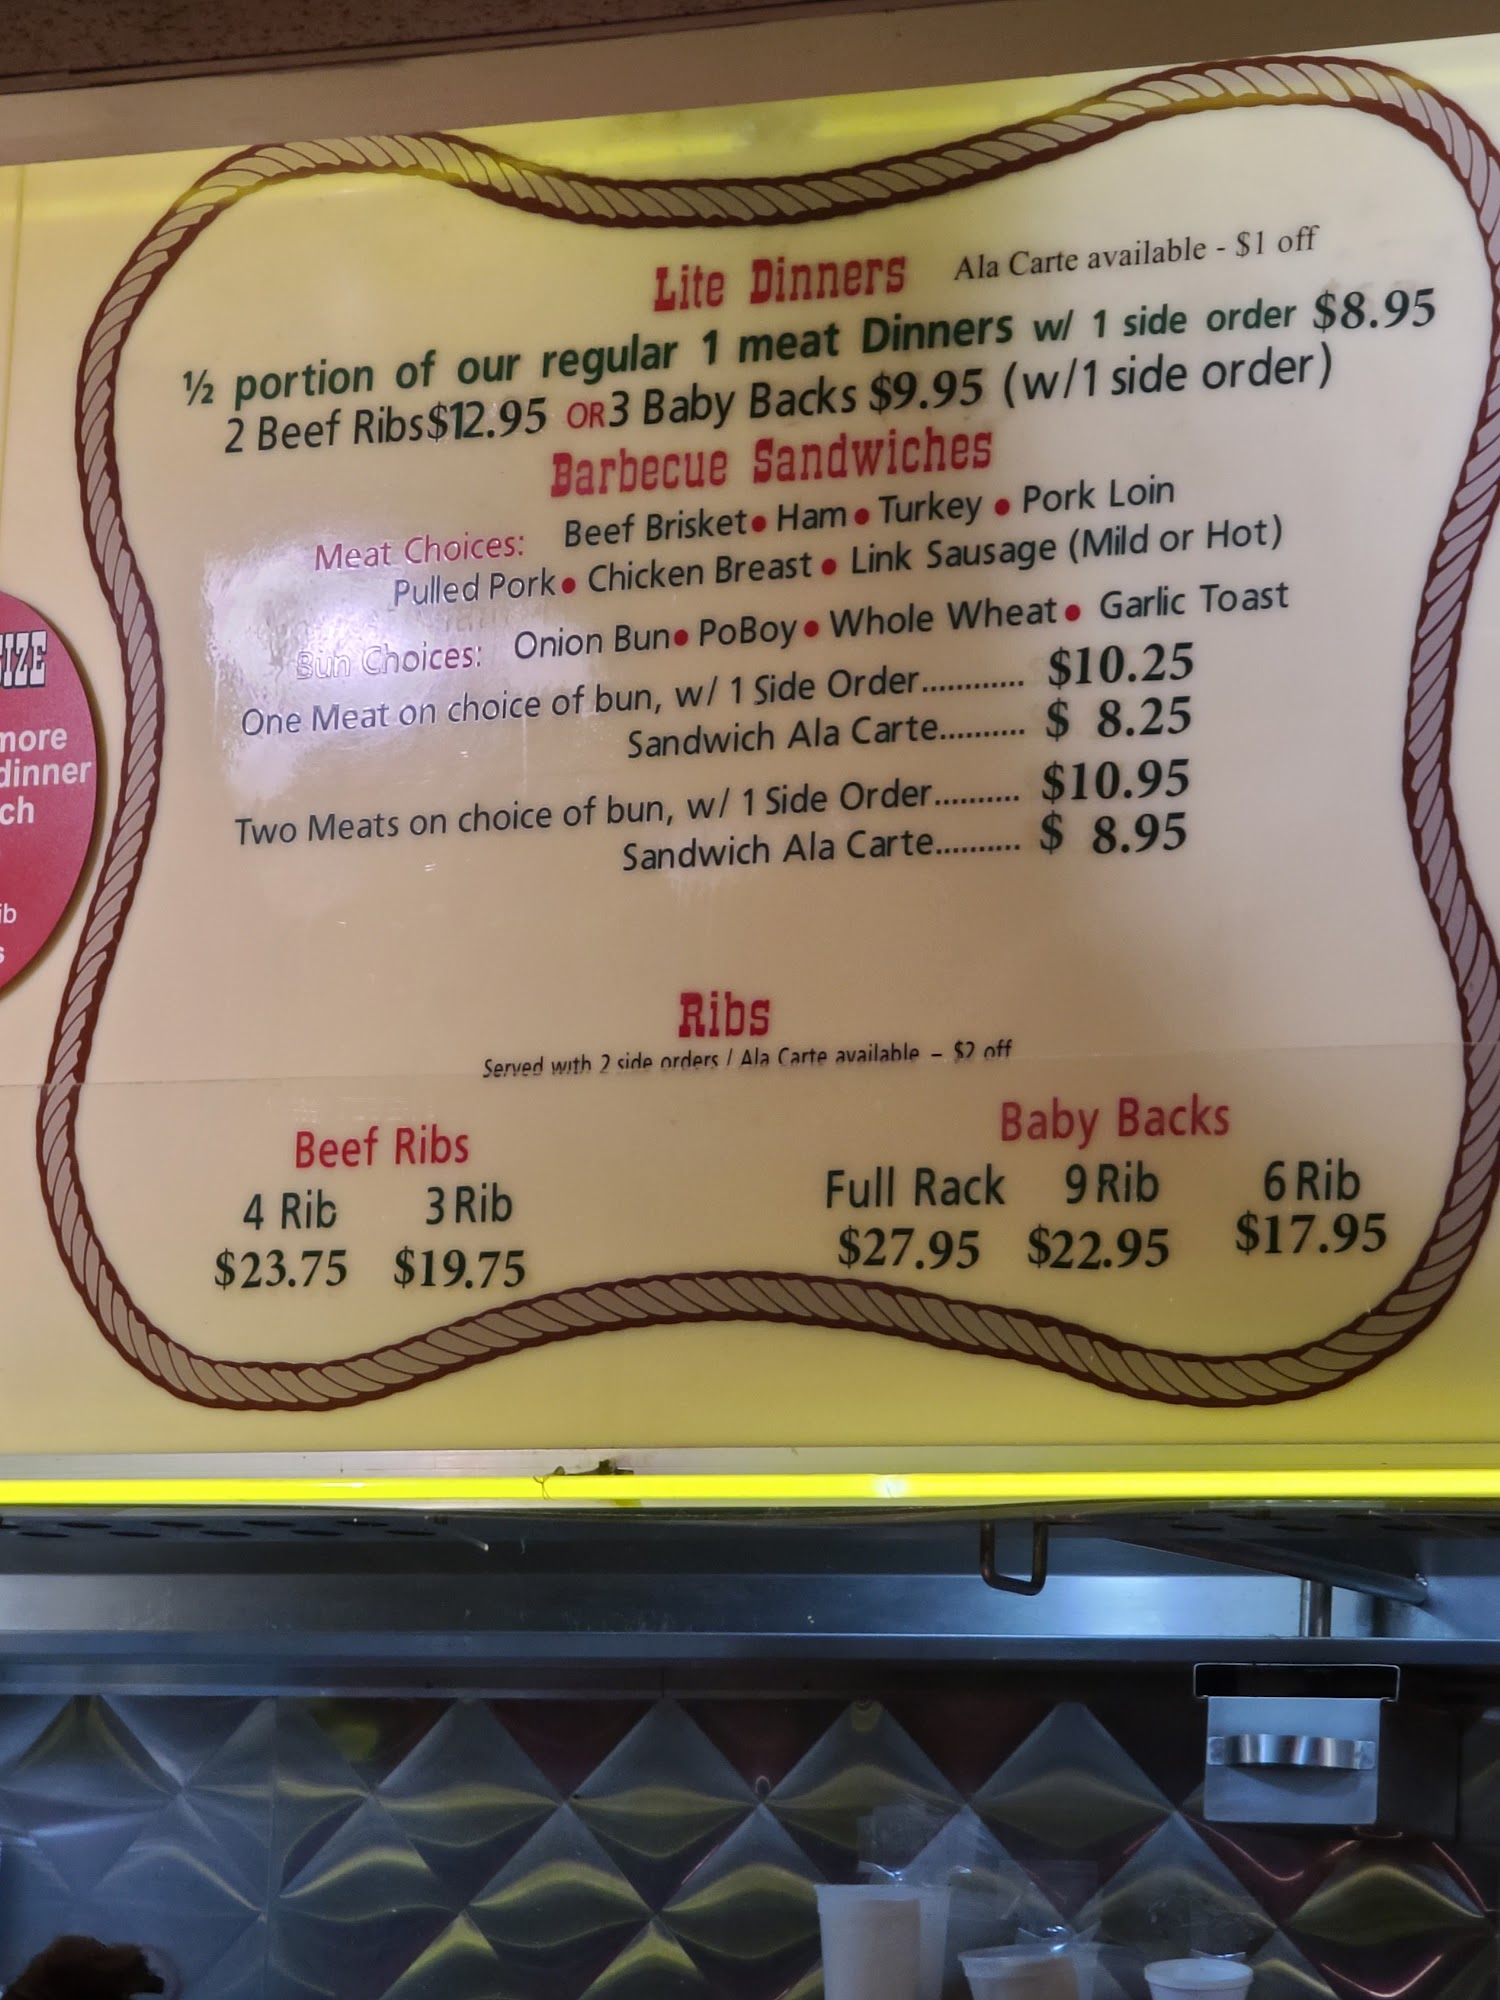 Lite Dinners Ala Carte available - $1 off
½ portion of our regular 1 meat Dinners w/ 1 side order $8.95
2 Beef Ribs $12.95 OR 3 Baby Backs $9.95 (w/1 side order)
Barbecue Sandwiches
Meat Choices: Beef Brisket • Ham • Turkey • Pork Loin
Pulled Pork • Chicken Breast • Link Sausage (Mild or Hot)
Bun Choices: Onion Bun • PoBoy • Whole Wheat • Garlic Toast
One Meat on choice of bun, w/ 1 Side Order............ $10.25
Sandwich Ala Carte.......... $ 8.25
Two Meats on choice of bun, w/ 1 Side Order.......... $10.95
Sandwich Ala Carte.......... $ 8.95
Ribs
Served with 2 side orders / Ala Carte available – $2 off
Beef Ribs
4 Rib 3 Rib
$23.75 $19.75
Baby Backs
Full Rack 9 Rib 6 Rib
$27.95 $22.95 $17.95
more
dinner